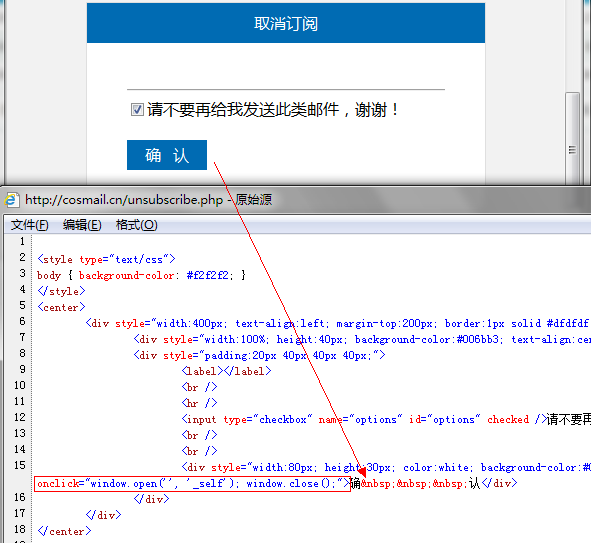 取消订阅
请不要再给我发送此类邮件，谢谢！
确 认
http://cosmail.cn/unsubscribe.php - 原始源
文件(F) 编辑(E) 格式(O)
1
2 <style type="text/css">
3 body { background-color: #f2f2f2; }
4 </style>
5 <center>
6 <div style="width:400px; text-align:left; margin-top:200px; border:1px solid #dfdfdf
7 <div style="width:100%; height:40px; background-color:#006bb3; text-align:cen
8 <div style="padding:20px 40px 40px 40px;">
9 <label></label>
10 <br />
11 <hr />
12 <input type="checkbox" name="options" id="options" checked />请不要再
13 <br />
14 <br />
15 <div style="width:80px; height:30px; color:white; background-color:#0
onclick="window.open('', '_self'); window.close();">确&nbsp;&nbsp;&nbsp;认</div>
16 </div>
17 </div>
18 </center>